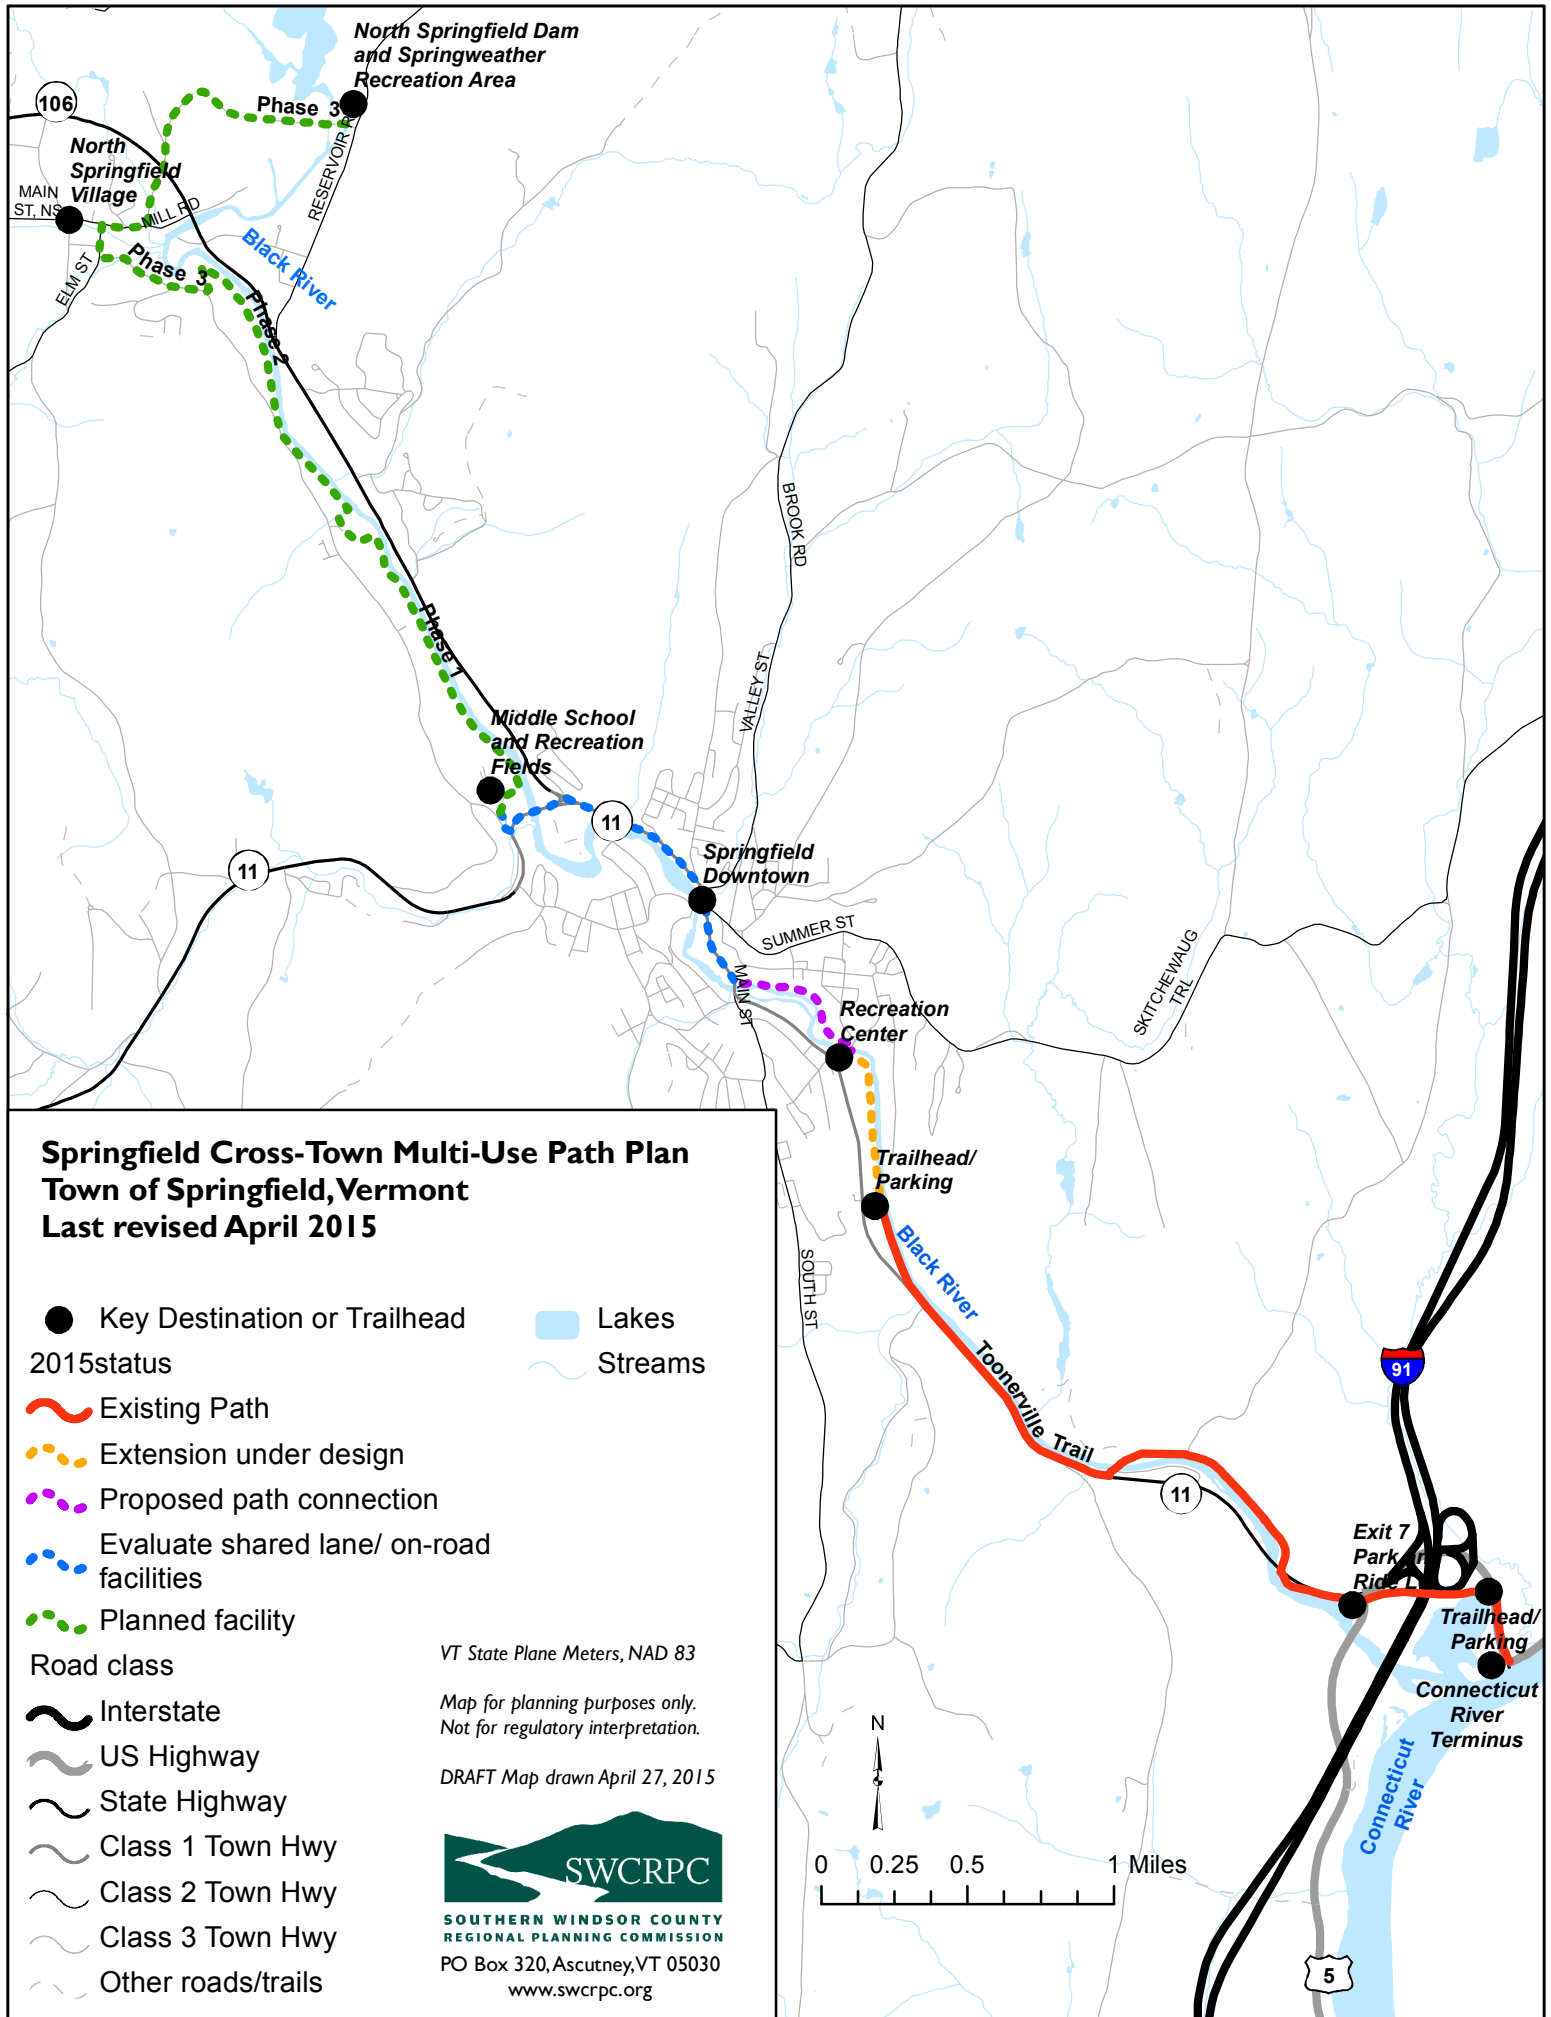 North Springfield Dam
and Springweather
Recreation Area
106
Phase 3
North
Springfield
Village
MAIN
ST, NS
MILL RD
RESERVOIR R
ELM ST
Phase 3
Black River
Phase 2
BROOK RD
Phase 1
VALLEY ST
Middle School
and Recreation
Fields
11
11
Springfield
Downtown
SUMMER ST
SKITCHEWAUG
TRL
MAIN ST
Recreation
Center
Trailhead/
Parking
Black River
SOUTH ST
Toonerville Trail
91
11
Exit 7
Park an
Ride L
Trailhead/
Parking
Connecticut
River
Terminus
Connecticut
River
5
Springfield Cross-Town Multi-Use Path Plan
Town of Springfield, Vermont
Last revised April 2015
Key Destination or Trailhead
Lakes
2015status
Streams
Existing Path
Extension under design
Proposed path connection
Evaluate shared lane/ on-road
facilities
Planned facility
Road class
Interstate
US Highway
State Highway
Class 1 Town Hwy
Class 2 Town Hwy
Class 3 Town Hwy
Other roads/trails
VT State Plane Meters, NAD 83
Map for planning purposes only.
Not for regulatory interpretation.
DRAFT Map drawn April 27, 2015
SWCRPC
SOUTHERN WINDSOR COUNTY
REGIONAL PLANNING COMMISSION
PO Box 320, Ascutney, VT 05030
www.swcrpc.org
N
0 0.25 0.5 1 Miles